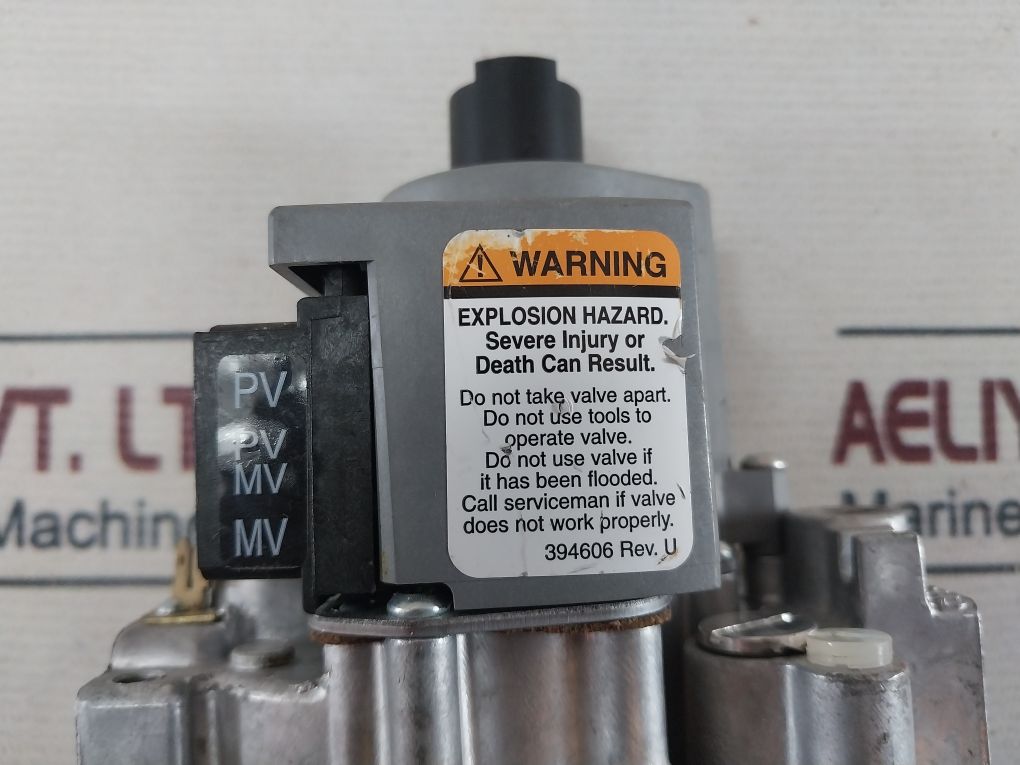 WARNING
EXPLOSION HAZARD.
Severe Injury or
Death Can Result.
Do not take valve apart.
Do not use tools to
operate valve.
Do not use valve if
it has been flooded.
Call serviceman if valve
does not work properly.
394606 Rev. U
PV
PV
MV
MV
VT. LT
Machin
AELIY
Marine